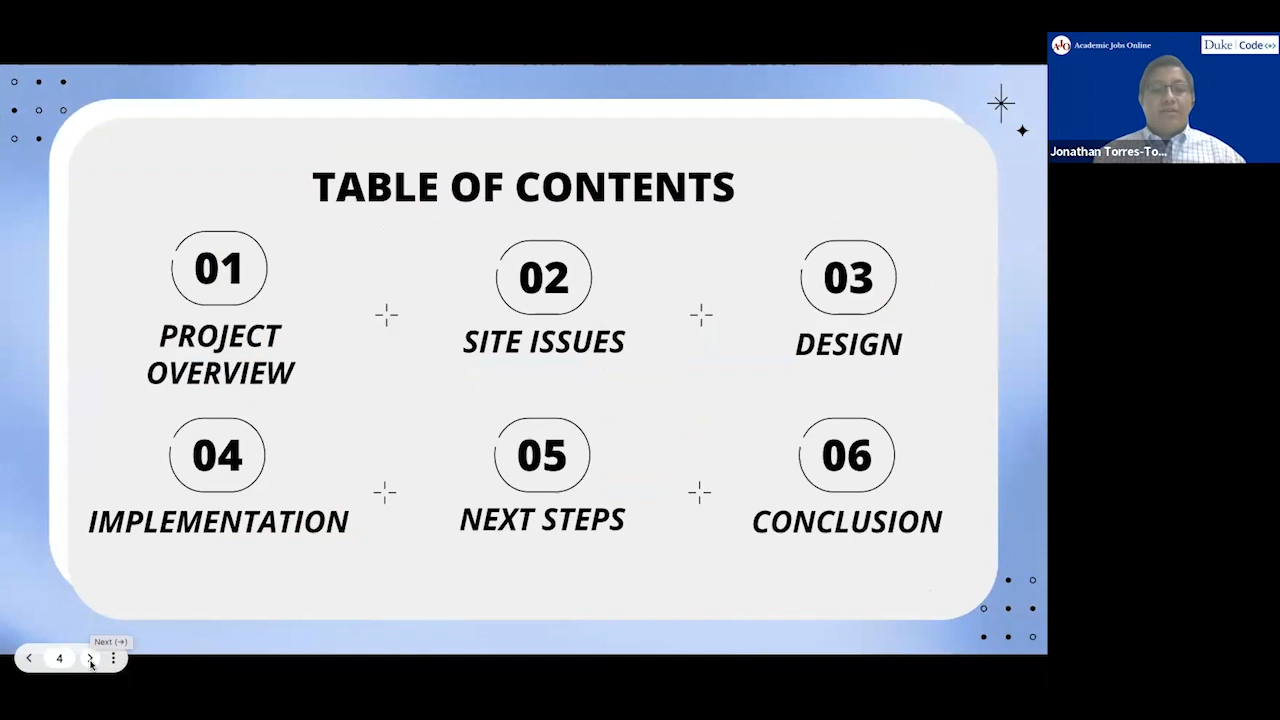 TABLE OF CONTENTS
01
02
03
PROJECT
OVERVIEW
SITE ISSUES
DESIGN
04
05
06
IMPLEMENTATION
NEXT STEPS
CONCLUSION
Next (→)
4
AJO Academic Jobs Online
Duke Code
Jonathan Torres-To...